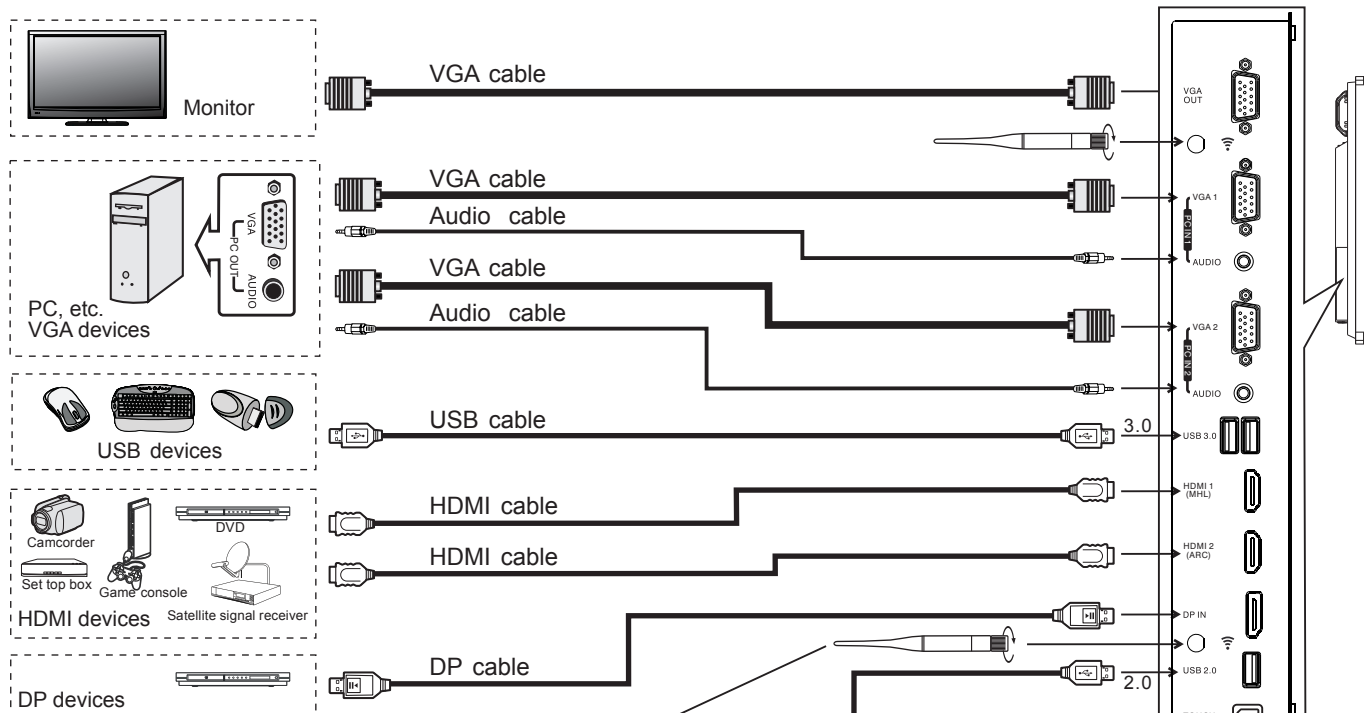 Monitor
VGA cable
VGA
OUT
VGA cable
Audio cable
VGA cable
Audio cable
VGA
PC OUT
AUDIO
PC, etc.
VGA devices
VGA 1
PC IN 1
AUDIO
VGA 2
PC IN 2
AUDIO
USB devices
USB cable
3.0
USB 3.0
Camcorder
DVD
Set top box
Game console
Satellite signal receiver
HDMI devices
HDMI cable
HDMI 1
(MHL)
HDMI cable
HDMI 2
(ARC)
DP IN
DP devices
DP cable
2.0
USB 2.0